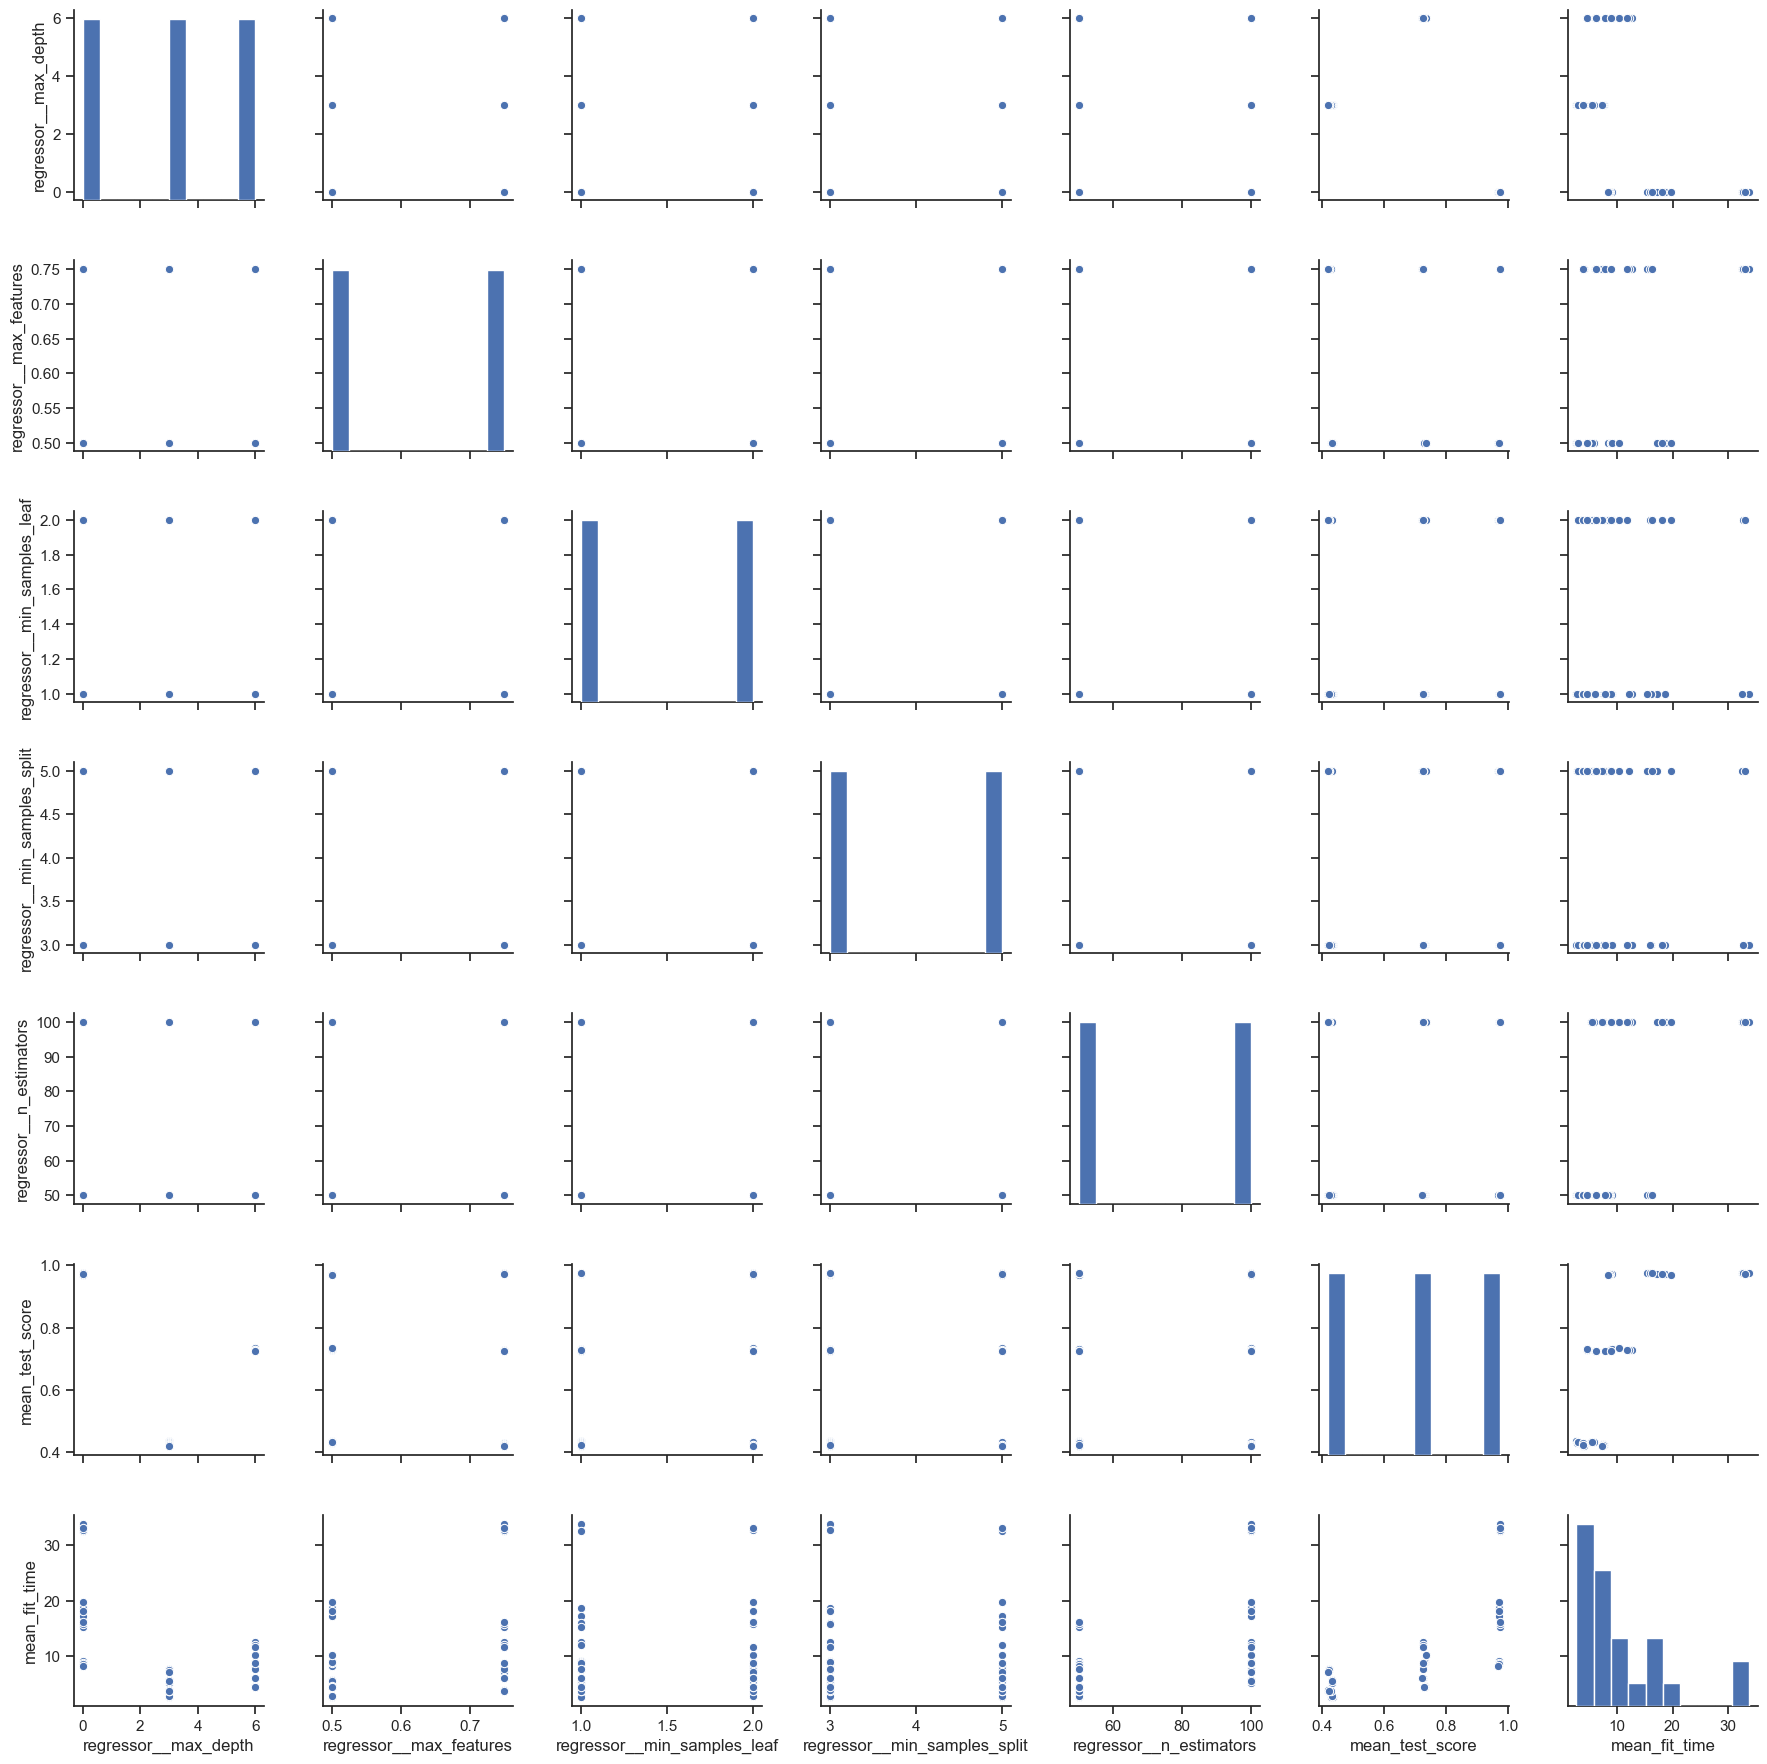 regressor__max_depth
6
4
2
0
regressor__max_features
0.75
0.70
0.65
0.60
0.55
0.50
regressor__min_samples_leaf
2.0
1.8
1.6
1.4
1.2
1.0
regressor__min_samples_split
5.0
4.5
4.0
3.5
3.0
regressor__n_estimators
100
90
80
70
60
50
mean_test_score
1.0
0.8
0.6
0.4
mean_fit_time
30
20
10
0 2 4 6
regressor__max_depth
0.5 0.6 0.7
regressor__max_features
1.0 1.5 2.0
regressor__min_samples_leaf
3 4 5
regressor__min_samples_split
60 80 100
regressor__n_estimators
0.4 0.6 0.8 1.0
mean_test_score
10 20 30
mean_fit_time